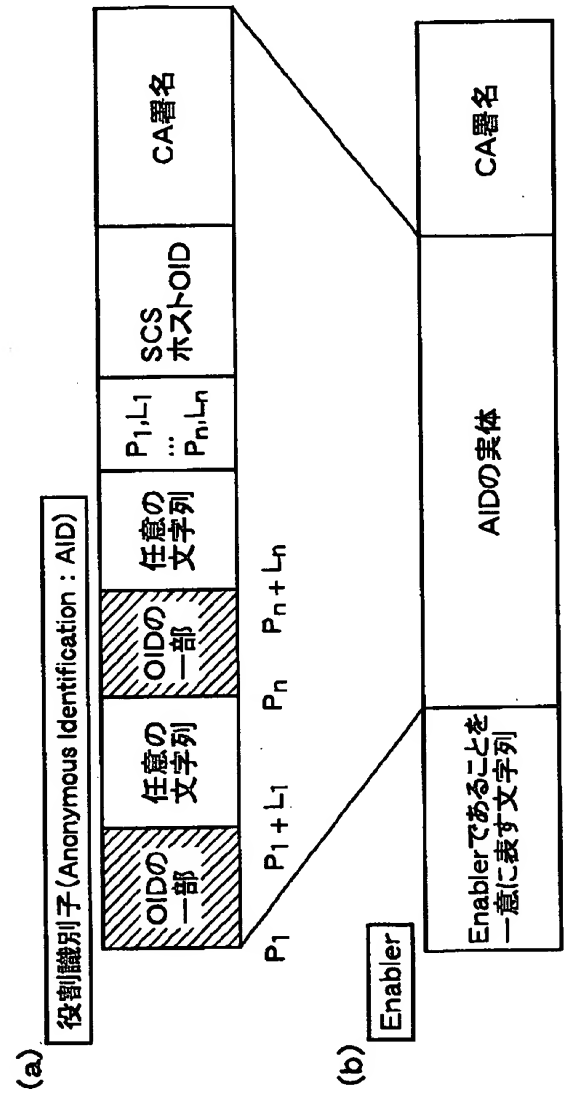 (a)
役割識別子(Anonymous Identification : AID)
OIDの
一部
任意の
文字列
OIDの
一部
任意の
文字列
P1,L1
...
Pn,Ln
SCS
ホストOID
CA署名
P1
P1+L1
Pn
Pn+Ln
(b)
Enabler
Enablerであることを
一意に表す文字列
AIDの実体
CA署名